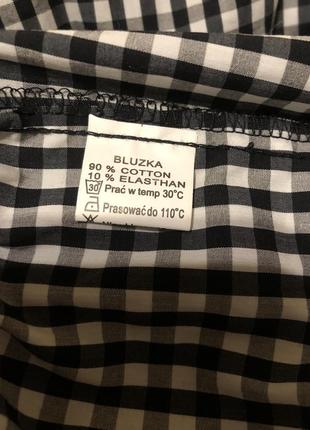 BLUZKA
90 % COTTON
10 % ELASTHAN
30 Prać w temp 30°C
Prasować do 110°C